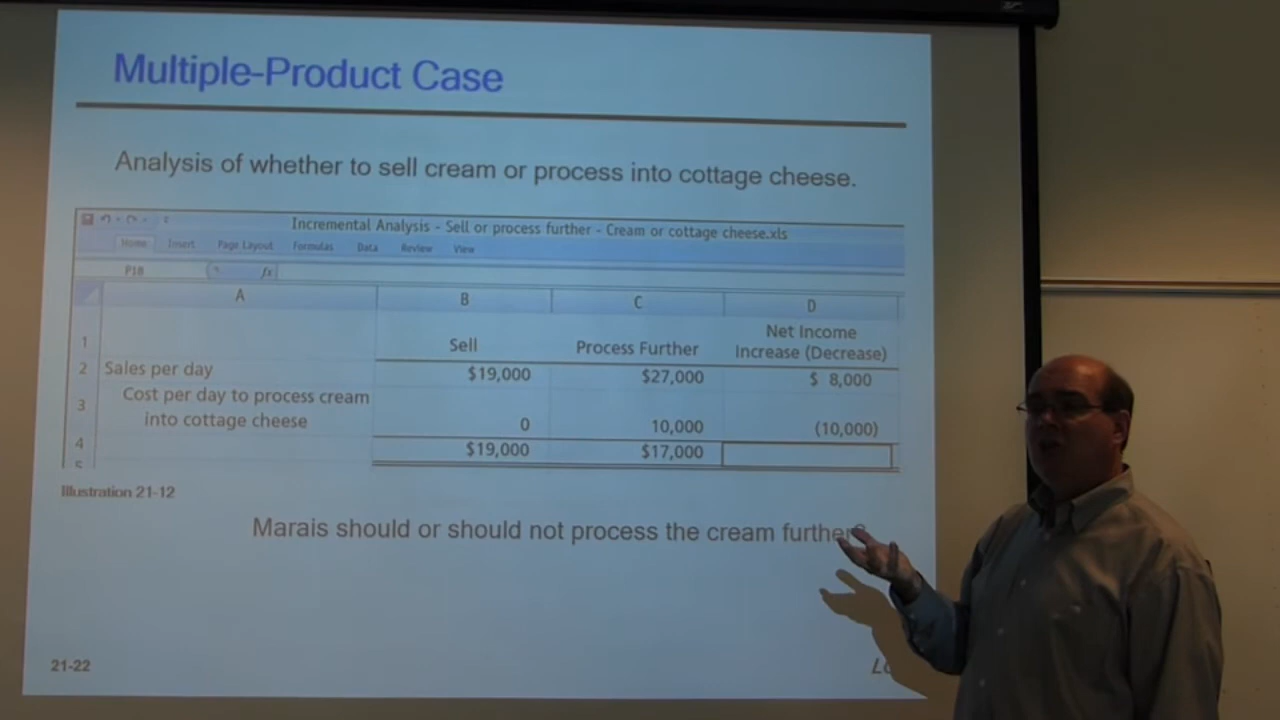 Multiple-Product Case
Analysis of whether to sell cream or process into cottage cheese.
Incremental Analysis - Sell or process further - Cream or cottage cheese.xls
Home Insert Page Layout Formulas Data Review View
P18 fx
A B C D
1 Sell Process Further Net Income
Increase (Decrease)
2 Sales per day $19,000 $27,000 $ 8,000
3 Cost per day to process cream
into cottage cheese 0 10,000 (10,000)
4 $19,000 $17,000
Illustration 21-12
Marais should or should not process the cream further?
21-22